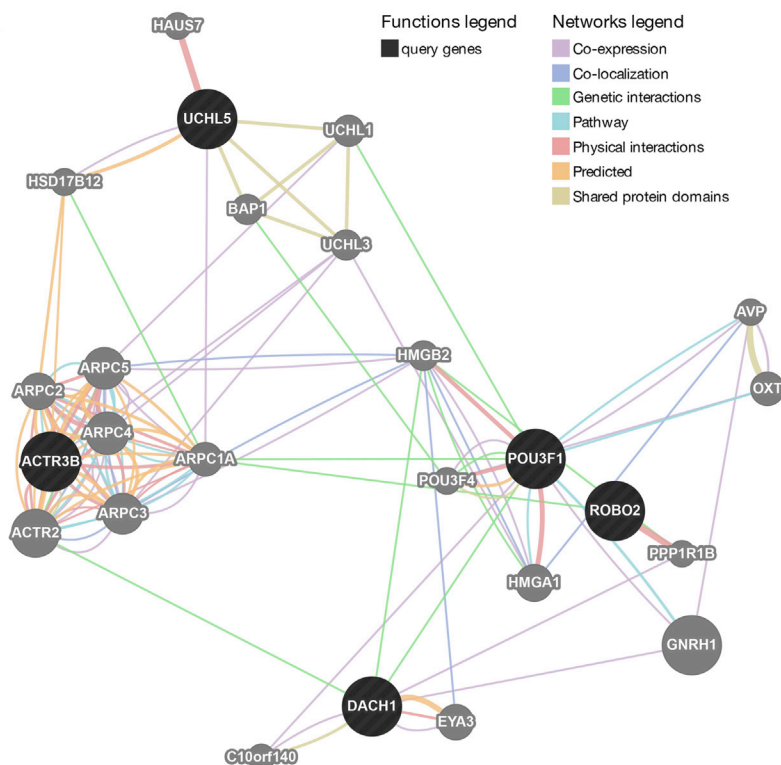 Functions legend
query genes
Networks legend
Co-expression
Co-localization
Genetic interactions
Pathway
Physical interactions
Predicted
Shared protein domains
HAUS7
UCHL5
UCHL1
HSD17B12
BAP1
UCHL3
AVP
HMGB2
ARPC5
ARPC2
OXT
ARPC4
ACTR3B
ARPC1A
POU3F1
POU3F4
ROBO2
ARPC3
ACTR2
PPP1R1B
HMGA1
GNRH1
DACH1
EYA3
C10orf140